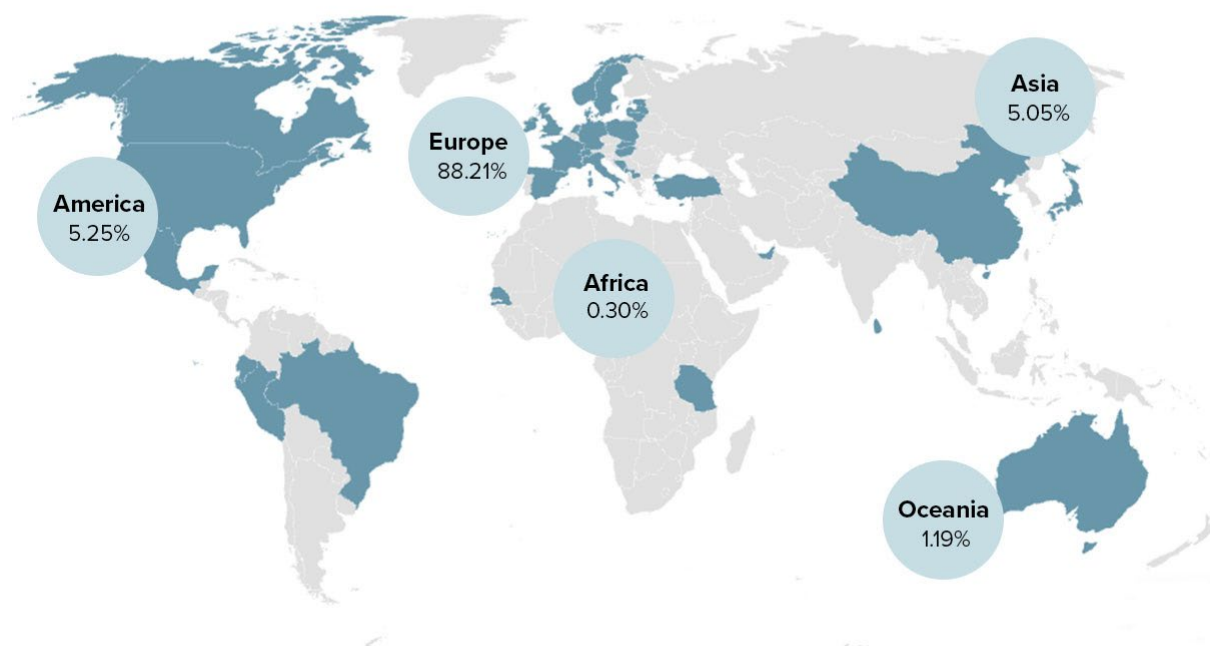 Asia
5.05%
Europe
88.21%
America
5.25%
Africa
0.30%
Oceania
1.19%